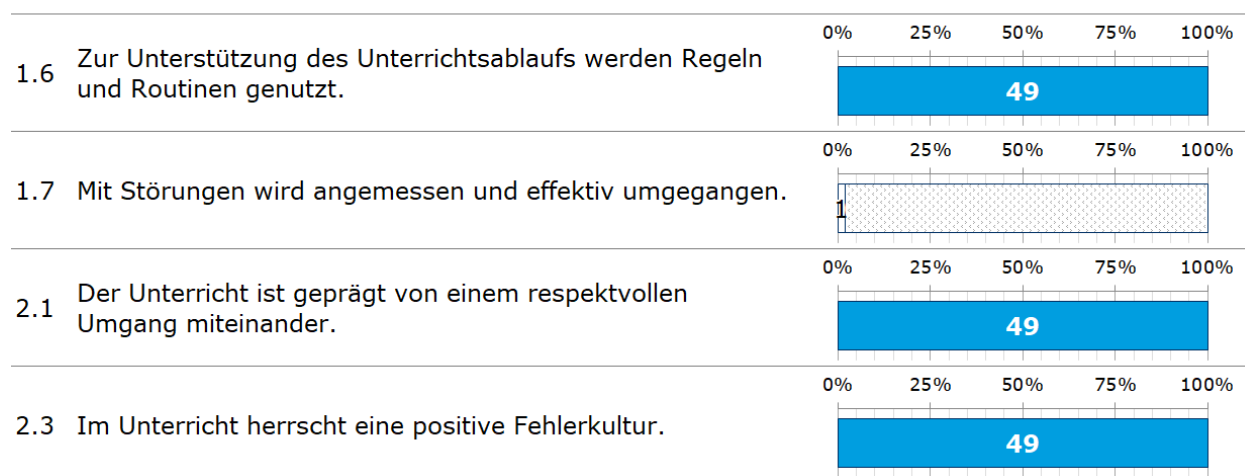 0% 25% 50% 75% 100%
1.6 Zur Unterstützung des Unterrichtsablaufs werden Regeln
und Routinen genutzt.
49
0% 25% 50% 75% 100%
1.7 Mit Störungen wird angemessen und effektiv umgegangen.
1
0% 25% 50% 75% 100%
2.1 Der Unterricht ist geprägt von einem respektvollen
Umgang miteinander.
49
0% 25% 50% 75% 100%
2.3 Im Unterricht herrscht eine positive Fehlerkultur.
49